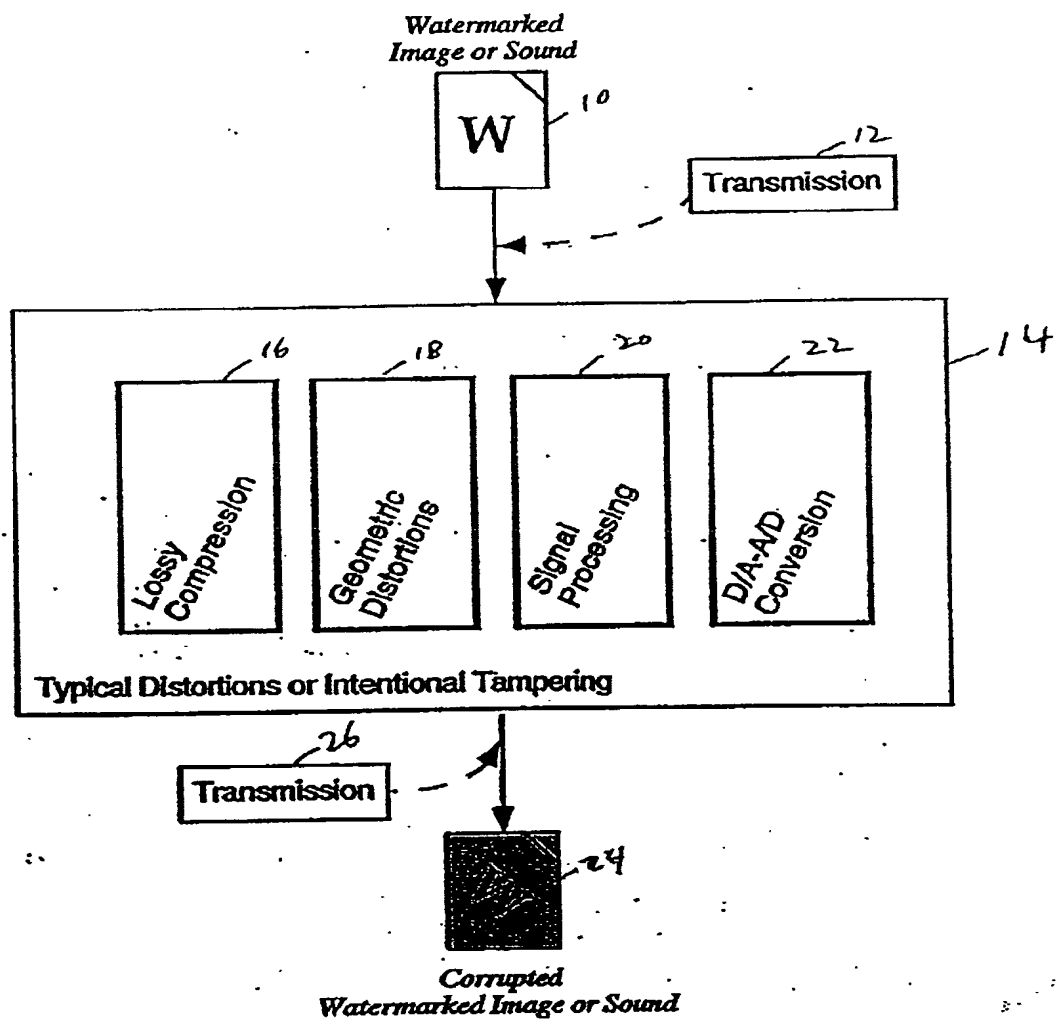 Watermarked
Image or Sound
W
10
12
Transmission
14
16
18
20
22
Lossy
Compression
Geometric
Distortions
Signal
Processing
D/A-A/D
Conversion
Typical Distortions or Intentional Tampering
26
Transmission
24
Corrupted
Watermarked Image or Sound